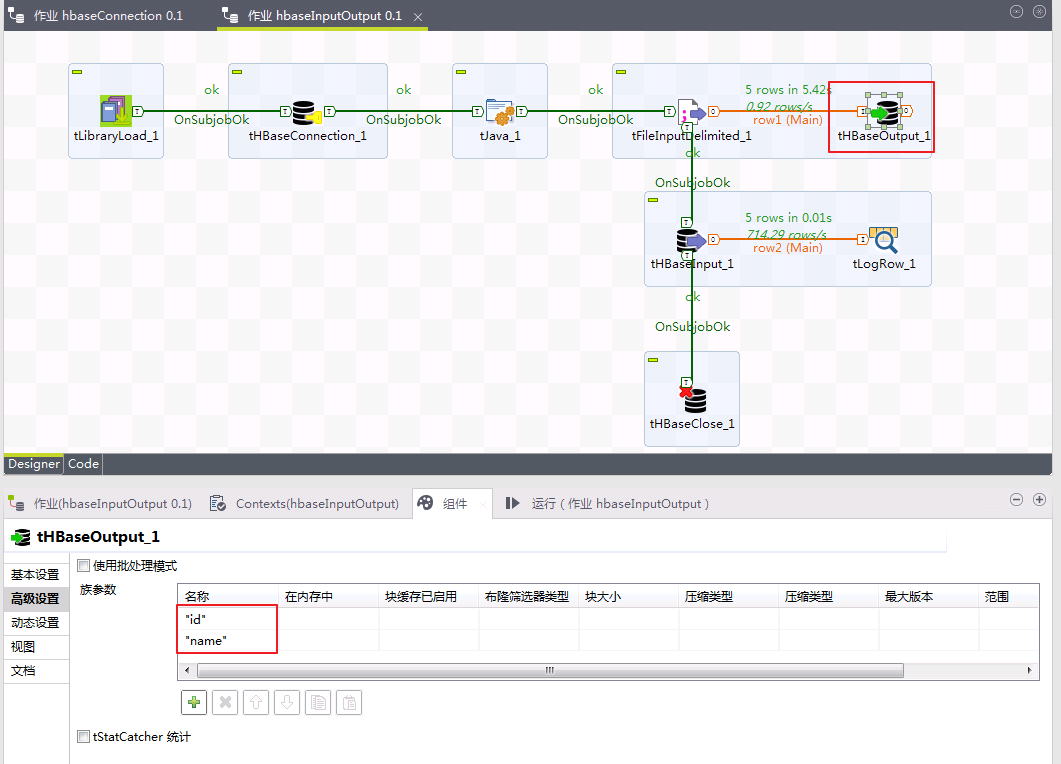 作业 hbaseConnection 0.1
作业 hbaseInputOutput 0.1
ok
ok
ok
5 rows in 5.42s
0.92 rows/s
row1 (Main)
OnSubjobOk
OnSubjobOk
OnSubjobOk
tLibraryLoad_1
tHBaseConnection_1
tJava_1
tFileInputDelimited_1
tHBaseOutput_1
ok
OnSubjobOk
5 rows in 0.01s
714.29 rows/s
row2 (Main)
tHBaseInput_1
tLogRow_1
ok
OnSubjobOk
tHBaseClose_1
Designer
Code
作业(hbaseInputOutput 0.1)
Contexts(hbaseInputOutput)
组件
运行 ( 作业 hbaseInputOutput )
tHBaseOutput_1
基本设置
高级设置
动态设置
视图
文档
使用批处理模式
族参数
名称
在内存中
块缓存已启用
布隆筛选器类型
块大小
压缩类型
压缩类型
最大版本
范围
"id"
"name"
tStatCatcher 统计